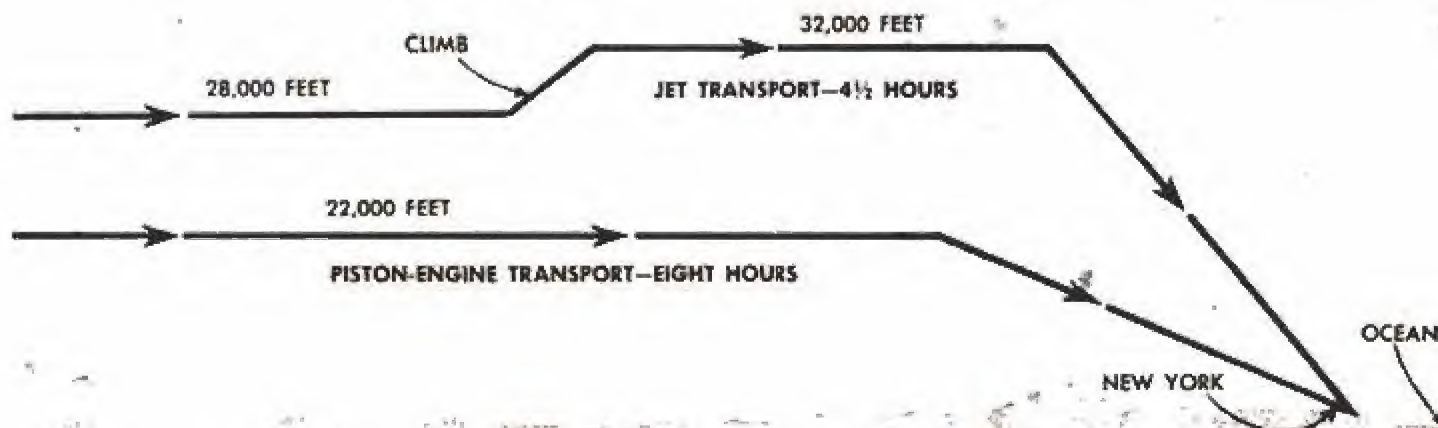 32,000 FEET
CLIMB
28,000 FEET
JET TRANSPORT—4½ HOURS
22,000 FEET
PISTON-ENGINE TRANSPORT—EIGHT HOURS
OCEAN
NEW YORK